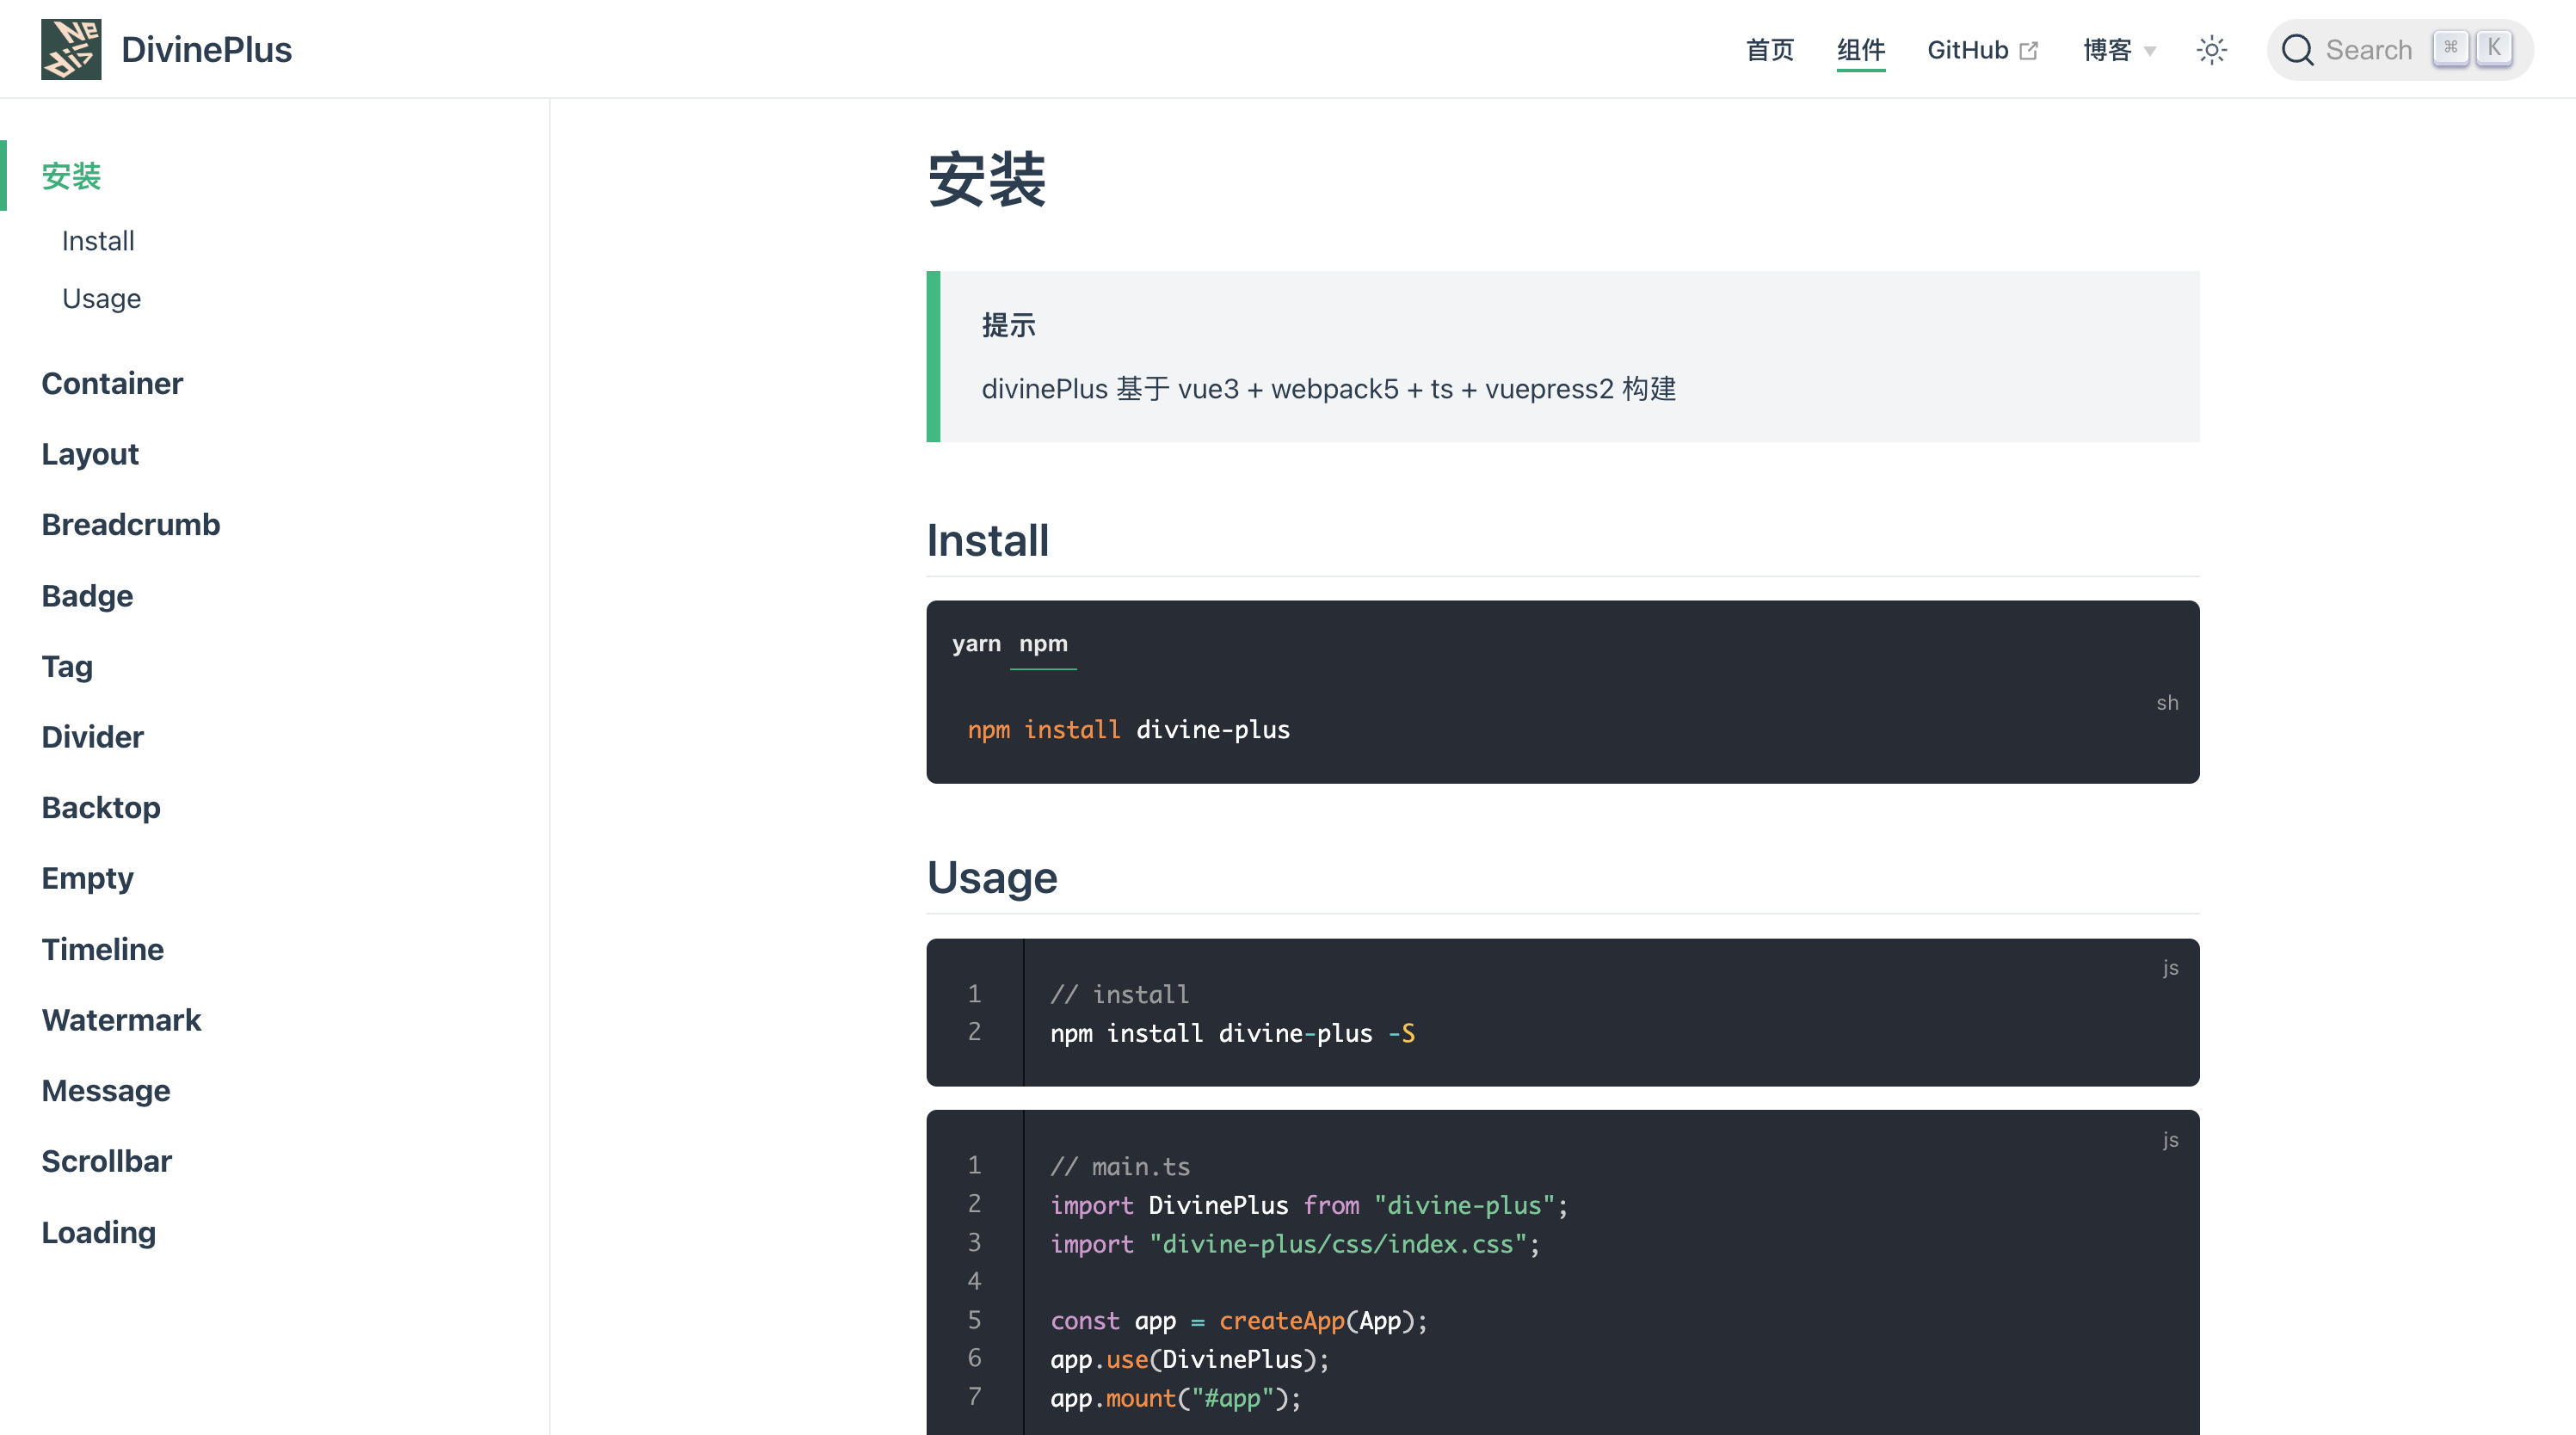 DivinePlus
首页
组件
GitHub
博客
Search
⌘
K
安装
Install
Usage
Container
Layout
Breadcrumb
Badge
Tag
Divider
Backtop
Empty
Timeline
Watermark
Message
Scrollbar
Loading
安装
提示
divinePlus 基于 vue3 + webpack5 + ts + vuepress2 构建
Install
yarn npm
sh
npm install divine-plus
Usage
js
1 // install
2 npm install divine-plus -S
js
1 // main.ts
2 import DivinePlus from "divine-plus";
3 import "divine-plus/css/index.css";
4
5 const app = createApp(App);
6 app.use(DivinePlus);
7 app.mount("#app");